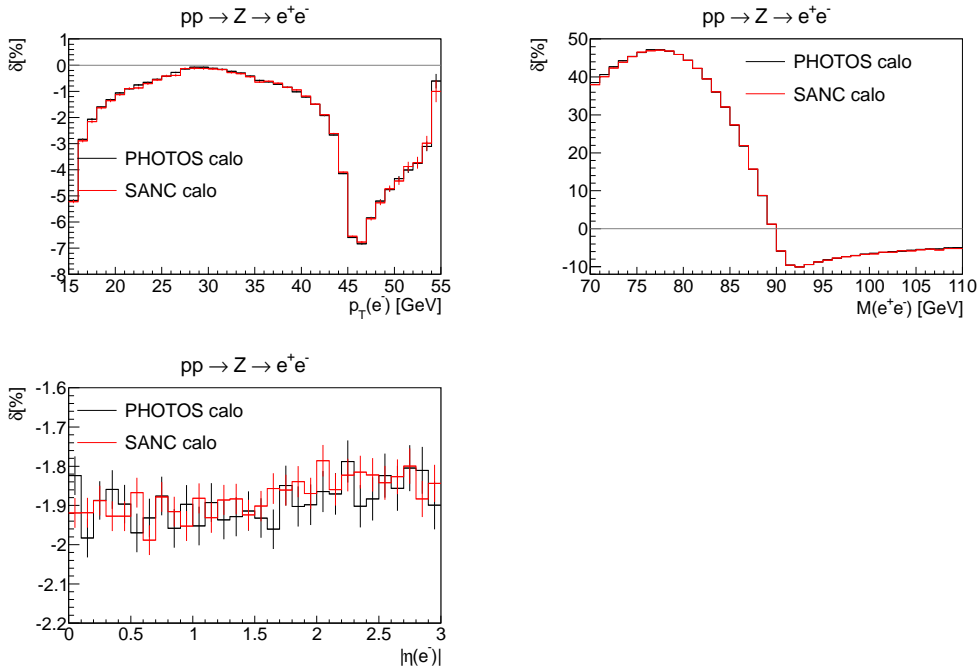 pp → Z → e⁺e⁻
δ[%]
1
0
-1
-2
-3
-4
-5
-6
-7
-8
PHOTOS calo
SANC calo
15 20 25 30 35 40 45 50 55
p_T(e⁻) [GeV]
pp → Z → e⁺e⁻
δ[%]
50
40
30
20
10
0
-10
PHOTOS calo
SANC calo
70 75 80 85 90 95 100 105 110
M(e⁺e⁻) [GeV]
pp → Z → e⁺e⁻
δ[%]
-1.6
-1.7
-1.8
-1.9
-2
-2.1
-2.2
PHOTOS calo
SANC calo
0 0.5 1 1.5 2 2.5 3
|η(e⁻)|